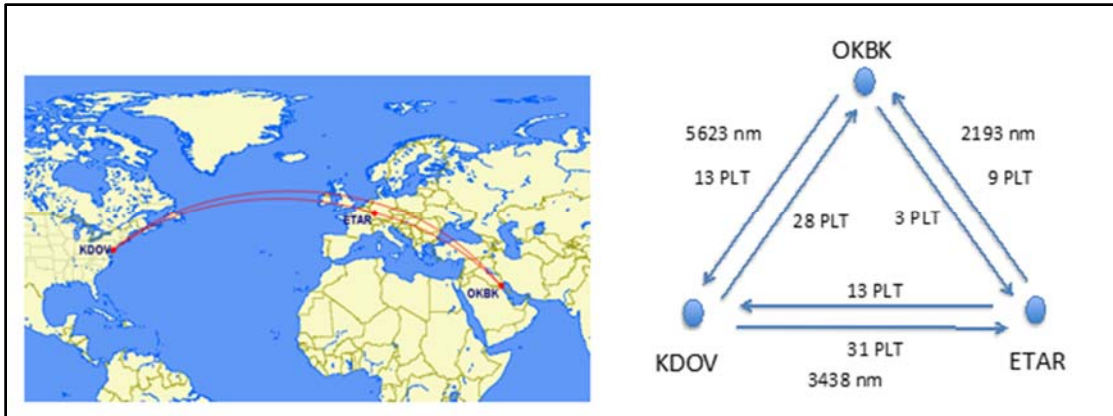 KDOV
ETAR
OKBK
OKBK
5623 nm
2193 nm
13 PLT
9 PLT
28 PLT
3 PLT
13 PLT
KDOV
31 PLT
ETAR
3438 nm